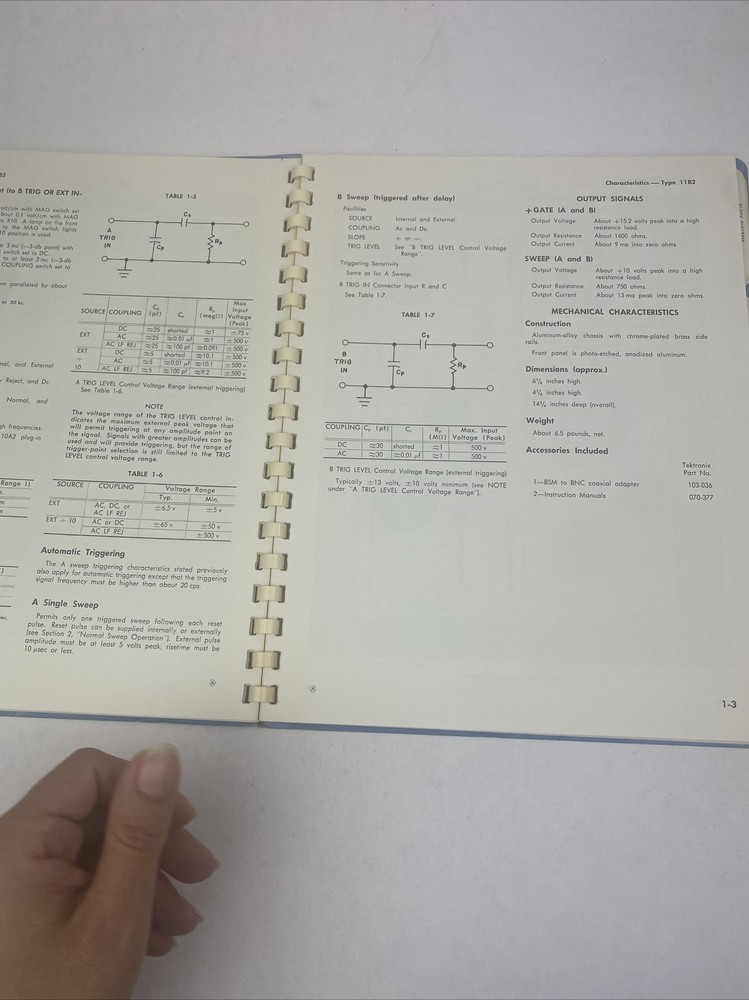 B2
or (to B TRIG OR EXT IN-
volt/cm with MAG switch set
bout 0.1 volt/cm with MAG
to X10. A lamp on the front
to the MAG switch lights
10 position is used.
at 3 mc (—3-db point) with
switch set to DC.
to at least 3 mc (—3-db
COUPLING switch set to
paralleled by about
at 50 kc.
and External
Reject, and Dc.
Normal, and
frequencies.
10A2 plug-in
Range 1)
TABLE 1-5
Cs
A
TRIG
IN
Cp
Rp
SOURCE COUPLING Cp (pf) Cs Rp (megΩ) Max Input Voltage (Peak)
EXT DC ≈25 shorted ≈1 ±75 v
AC ≈25 ≈0.01 μf ≈1 ±500 v
AC LF REJ ≈25 ≈100 pf ≈0.091 ±500 v
EXT ÷ 10 DC ≈5 shorted ≈10.1 ±500 v
AC ≈5 ≈0.01 μf ≈10.1 ±500 v
AC LF REJ ≈5 ≈100 pf ≈9.2 ±500 v
A TRIG LEVEL Control Voltage Range (external triggering)
See Table 1-6.
NOTE
The voltage range of the TRIG LEVEL control in-
dicates the maximum external peak voltage that
will permit triggering at any amplitude point on
the signal. Signals with greater amplitudes can be
used and will provide triggering, but the range of
trigger-point selection is still limited to the TRIG
LEVEL control voltage range.
TABLE 1-6
SOURCE COUPLING Voltage Range
Typ. Min.
EXT AC, DC, or ±6.5 v ±5 v
AC LF REJ
EXT ÷ 10 AC or DC ±65 v ±50 v
AC LF REJ ±500 v
Automatic Triggering
The A sweep triggering characteristics stated previously
also apply for automatic triggering except that the triggering
signal frequency must be higher than about 20 cps.
A Single Sweep
Permits only one triggered sweep following each reset
pulse. Reset pulse can be supplied internally or externally
(see Section 2, "Normal Sweep Operation"). External pulse
amplitude must be at least 5 volts peak; risetime must be
10 μsec or less.
Ⓐ
Characteristics — Type 11B2
B Sweep (triggered after delay)
Facilities
SOURCE Internal and External.
COUPLING Ac and Dc.
SLOPE + or —.
TRIG LEVEL See "B TRIG LEVEL Control Voltage
Range".
Triggering Sensitivity
Same as for A Sweep.
B TRIG IN Connector Input R and C
See Table 1-7.
TABLE 1-7
Cs
B
TRIG
IN
Cp
Rp
COUPLING Cp (pf) Cs Rp (MΩ) Max. Input Voltage (Peak)
DC ≈30 shorted ≈1 500 v
AC ≈30 ≈0.01 μf ≈1 500 v
B TRIG LEVEL Control Voltage Range (external triggering)
Typically ±13 volts, ±10 volts minimum (see NOTE
under "A TRIG LEVEL Control Voltage Range").
Ⓐ
OUTPUT SIGNALS
+GATE (A and B)
Output Voltage About +15.2 volts peak into a high
resistance load.
Output Resistance About 1600 ohms.
Output Current About 9 ma into zero ohms.
SWEEP (A and B)
Output Voltage About +10 volts peak into a high
resistance load.
Output Resistance About 750 ohms.
Output Current About 13 ma peak into zero ohms.
MECHANICAL CHARACTERISTICS
Construction
Aluminum-alloy chassis with chrome-plated brass side
rails.
Front panel is photo-etched, anodized aluminum.
Dimensions (approx.)
6¼ inches high.
4¼ inches high.
14¾ inches deep (overall).
Weight
About 6.5 pounds, net.
Accessories Included
Tektronix
Part No.
1—BSM to BNC coaxial adapter 103-036
2—Instruction Manuals 070-377
1-3